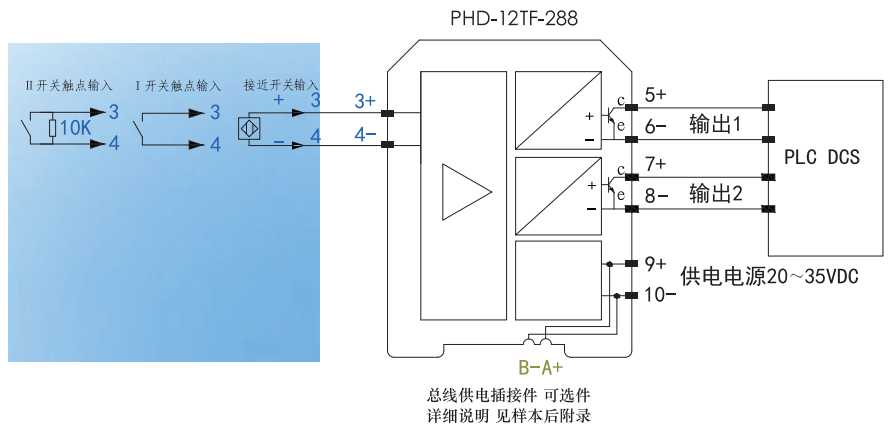 PHD-12TF-288
II开关触点输入
I开关触点输入
接近开关输入
3
10K
4
3
4
+ 3
- 4
3+
4-
c
+
-
e
5+
6-
输出1
c
+
-
e
7+
8-
输出2
PLC DCS
9+
10-
供电电源20~35VDC
B-A+
总线供电插接件 可选件
详细说明 见样本后附录